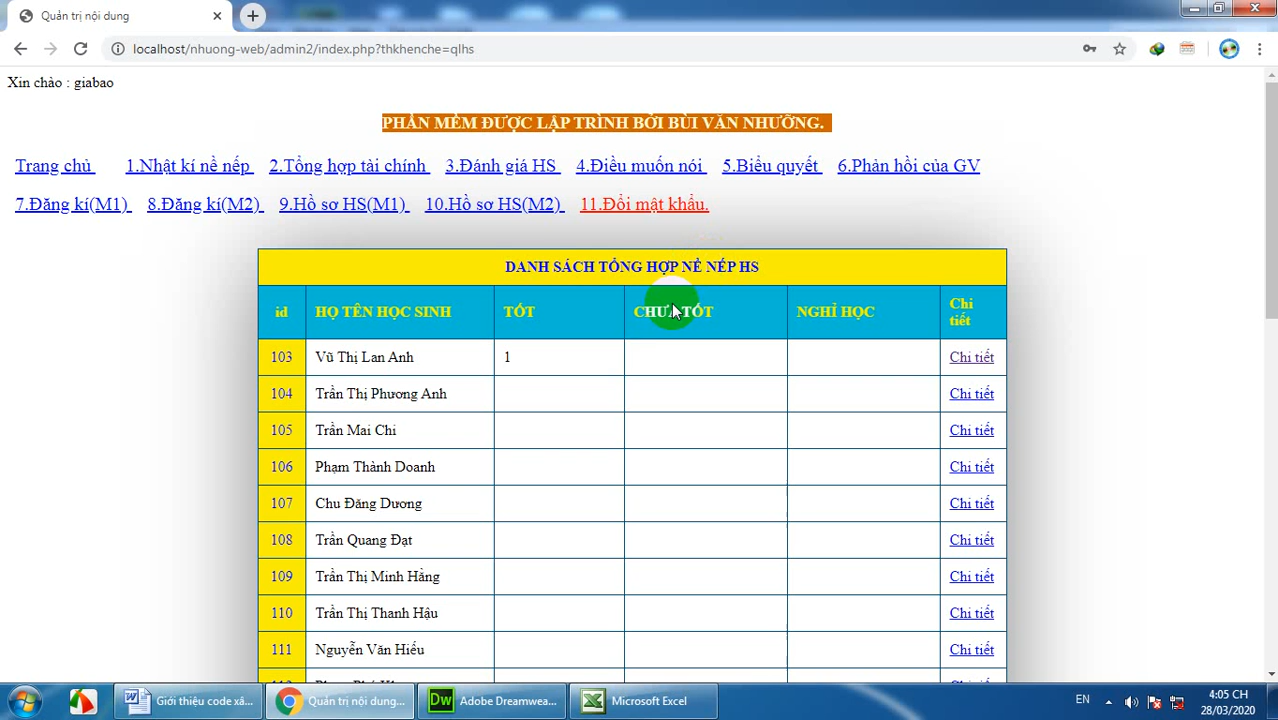 Quản trị nội dung
localhost/nhuong-web/admin2/index.php?thkhenche=qlhs
Xin chào : giabao
PHẦN MỀM ĐƯỢC LẬP TRÌNH BỞI BÙI VĂN NHƯỠNG.
Trang chủ 1.Nhật kí nề nếp 2.Tổng hợp tài chính 3.Đánh giá HS 4.Điều muốn nói 5.Biểu quyết 6.Phản hồi của GV
7.Đăng kí(M1) 8.Đăng kí(M2) 9.Hồ sơ HS(M1) 10.Hồ sơ HS(M2) 11.Đổi mật khẩu.
DANH SÁCH TỔNG HỢP NỀ NẾP HS
id HỌ TÊN HỌC SINH TỐT CHƯA TỐT NGHỈ HỌC Chi tiết
103 Vũ Thị Lan Anh 1 Chi tiết
104 Trần Thị Phương Anh Chi tiết
105 Trần Mai Chi Chi tiết
106 Phạm Thành Doanh Chi tiết
107 Chu Đăng Dương Chi tiết
108 Trần Quang Đạt Chi tiết
109 Trần Thị Minh Hằng Chi tiết
110 Trần Thị Thanh Hậu Chi tiết
111 Nguyễn Văn Hiếu Chi tiết
Giới thiệu code xâ... Quản trị nội dung... Adobe Dreamwea... Microsoft Excel EN 4:05 CH
28/03/2020